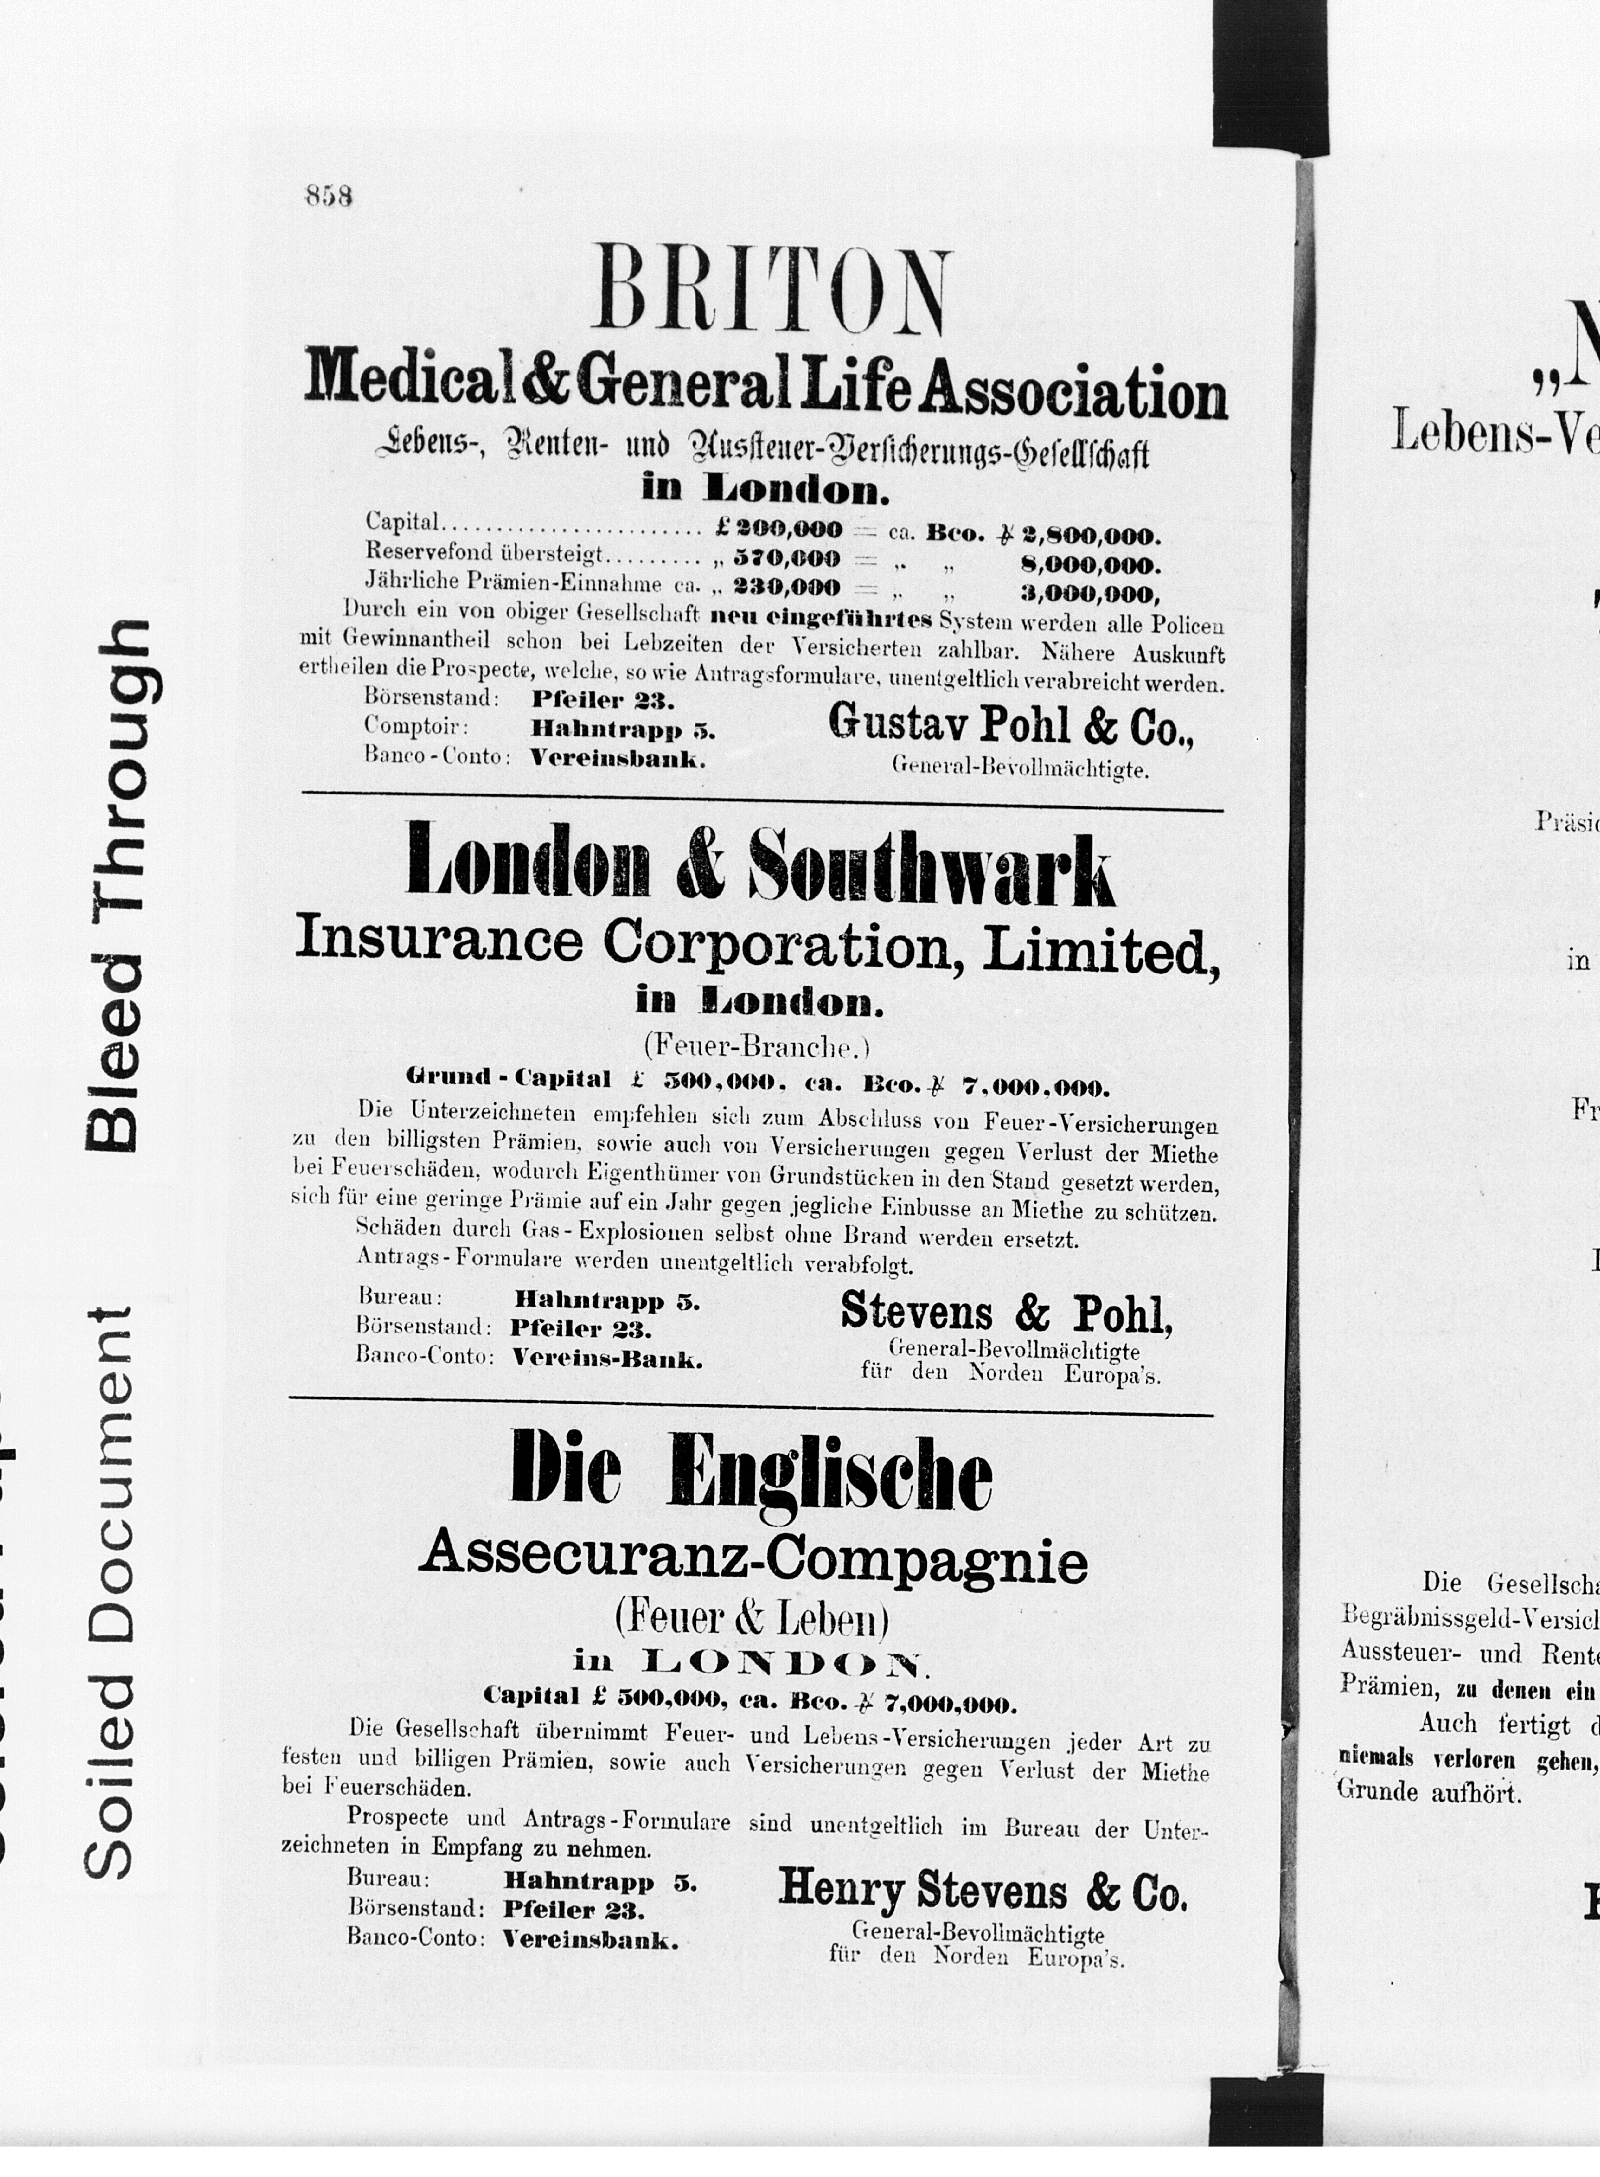 858
BRITON
Medical & General Life Association
Lebens-, Renten- und Aussteuer-Versicherungs-Gesellschaft
in London.
Capital........................ £ 200,000 = ca. Bco. ℳ 2,800,000.
Reservefond übersteigt......... „ 570,000 = „ „ 8,000,000.
Jährliche Prämien-Einnahme ca. „ 230,000 = „ „ 3,000,000,
Durch ein von obiger Gesellschaft neu eingeführtes System werden alle Policen
mit Gewinnantheil schon bei Lebzeiten der Versicherten zahlbar. Nähere Auskunft
ertheilen die Prospecte, welche, so wie Antragsformulare, unentgeltlich verabreicht werden.
Börsenstand: Pfeiler 23.
Comptoir: Hahntrapp 5.
Banco-Conto: Vereinsbank.
Gustav Pohl & Co.,
General-Bevollmächtigte.
London & Southwark
Insurance Corporation, Limited,
in London.
(Feuer-Branche.)
Grund-Capital £ 500,000, ca. Bco. ℳ 7,000,000.
Die Unterzeichneten empfehlen sich zum Abschluss von Feuer-Versicherungen
zu den billigsten Prämien, sowie auch von Versicherungen gegen Verlust der Miethe
bei Feuerschäden, wodurch Eigenthümer von Grundstücken in den Stand gesetzt werden,
sich für eine geringe Prämie auf ein Jahr gegen jegliche Einbusse an Miethe zu schützen.
Schäden durch Gas-Explosionen selbst ohne Brand werden ersetzt.
Antrags-Formulare werden unentgeltlich verabfolgt.
Bureau: Hahntrapp 5.
Börsenstand: Pfeiler 23.
Banco-Conto: Vereins-Bank.
Stevens & Pohl,
General-Bevollmächtigte
für den Norden Europa's.
Die Englische
Assecuranz-Compagnie
(Feuer & Leben)
in LONDON.
Capital £ 500,000, ca. Bco. ℳ 7,000,000.
Die Gesellschaft übernimmt Feuer- und Lebens-Versicherungen jeder Art zu
festen und billigen Prämien, sowie auch Versicherungen gegen Verlust der Miethe
bei Feuerschäden.
Prospecte und Antrags-Formulare sind unentgeltlich im Bureau der Unter-
zeichneten in Empfang zu nehmen.
Bureau: Hahntrapp 5.
Börsenstand: Pfeiler 23.
Banco-Conto: Vereinsbank.
Henry Stevens & Co.
General-Bevollmächtigte
für den Norden Europa's.
Soiled Document Bleed Through
„N
Lebens-Ve
Präsid
in
Fr
Die Gesellscha
Begräbnissgeld-Versich
Aussteuer- und Rente
Prämien, zu denen ein
Auch fertigt d
niemals verloren gehen,
Grunde aufhört.